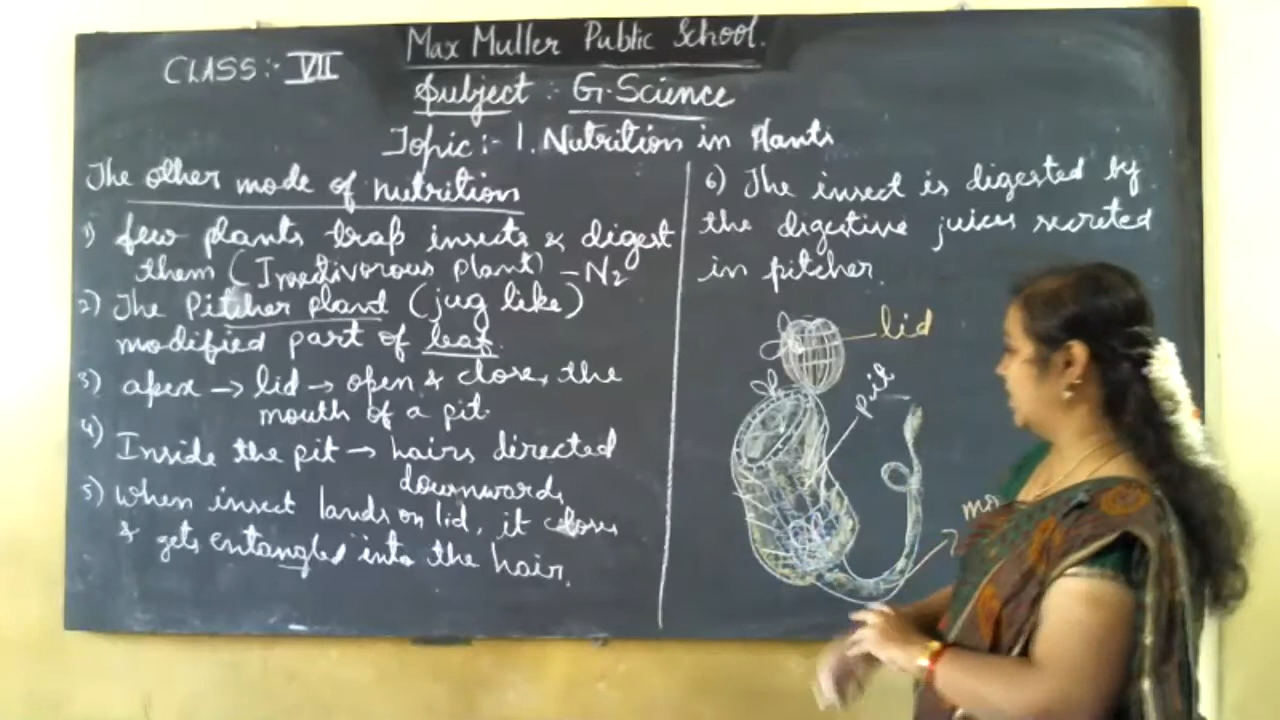 Max Muller Public School.
CLASS:- VII
Subject :- G.Science
Topic:- 1. Nutrition in Plants
The other mode of nutrition
1) few plants trap insects & digest
them (Insectivorous plant) - N2
2) The Pitcher plant (jug like)
modified part of leaf.
3) apex → lid → open & close, the
mouth of a pit.
4) Inside the pit → hairs directed
downward,
5) when insect lands on lid, it closes
& gets entangled into the hair.
6) The insect is digested by
the digestive juices secreted
in pitcher.
lid
pit